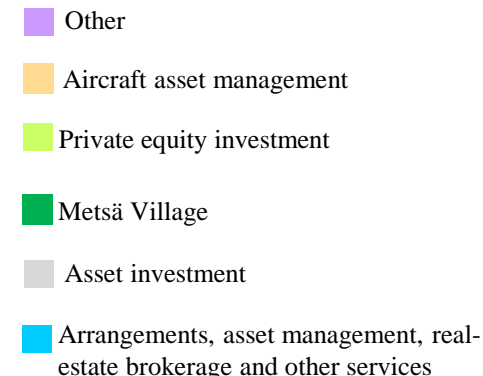 Other
Aircraft asset management
Private equity investment
Metsä Village
Asset investment
Arrangements, asset management, real-
estate brokerage and other services